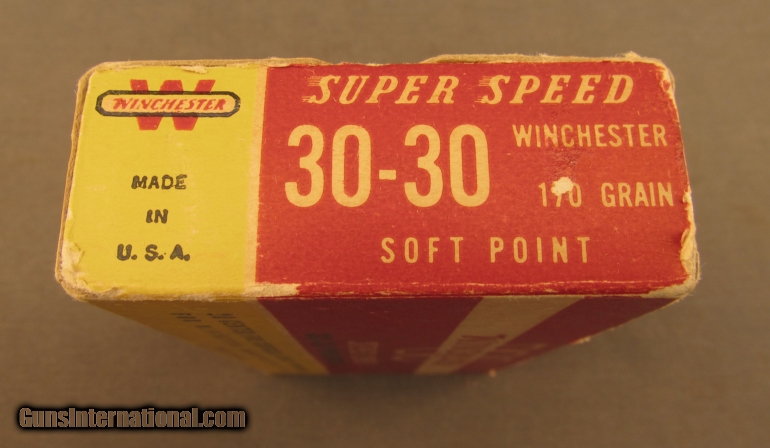 W
WINCHESTER
MADE
IN
U. S. A.
SUPER SPEED
30-30
WINCHESTER
170 GRAIN
SOFT POINT
GunsInternational.com